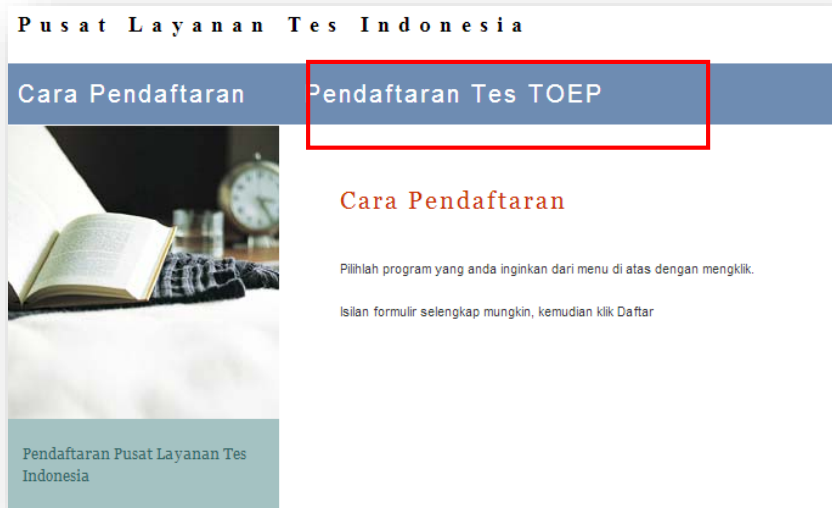 Pusat Layanan Tes Indonesia
Cara Pendaftaran Pendaftaran Tes TOEP
Cara Pendaftaran
Pilihlah program yang anda inginkan dari menu di atas dengan mengklik.
Isilan formulir selengkap mungkin, kemudian klik Daftar
Pendaftaran Pusat Layanan Tes
Indonesia